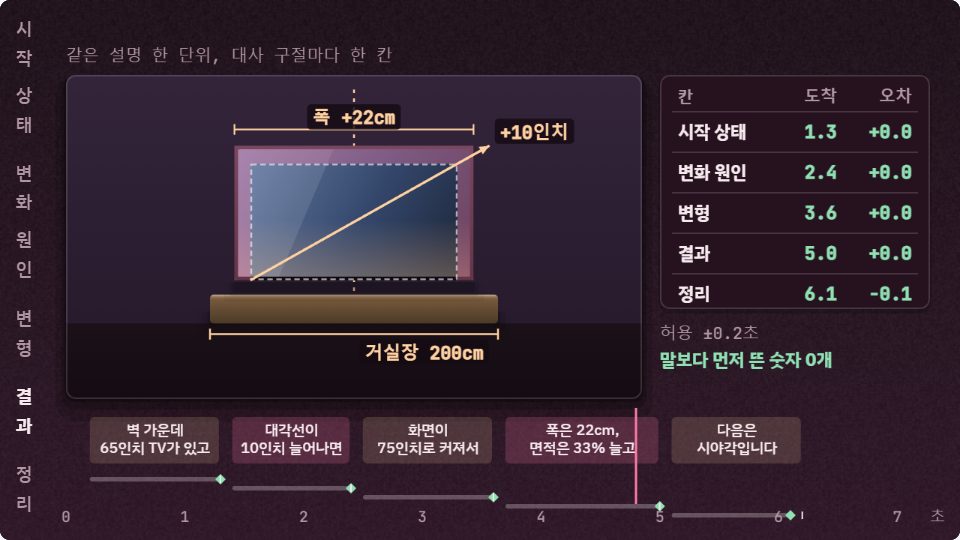 시작 상태
변화 원인
변형
결과
정리
같은 설명 한 단위, 대사 구절마다 한 칸
폭 +22cm
+10인치
거실장 200cm
칸 도착 오차
시작 상태 1.3 +0.0
변화 원인 2.4 +0.0
변형 3.6 +0.0
결과 5.0 +0.0
정리 6.1 -0.1
허용 ±0.2초
말보다 먼저 뜬 숫자 0개
벽 가운데
65인치 TV가 있고
대각선이
10인치 늘어나면
화면이
75인치로 커져서
폭은 22cm,
면적은 33% 늘고
다음은
시야각입니다
0 1 2 3 4 5 6 7 초